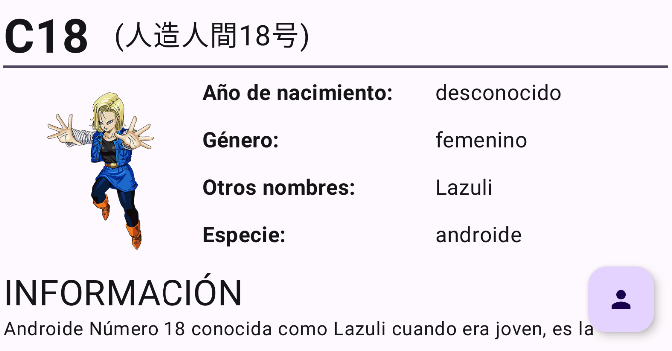 C18 (人造人間18号)
Año de nacimiento: desconocido
Género: femenino
Otros nombres: Lazuli
Especie: androide
INFORMACIÓN
Androide Número 18 conocida como Lazuli cuando era joven, es la